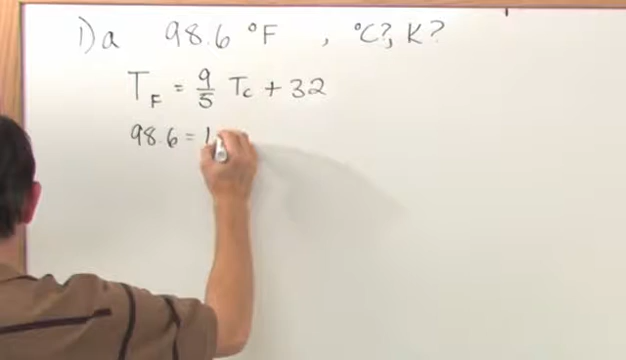 1) a 98.6 °F , °C?, K?
T_F = 9/5 T_C + 32
98.6 = 1